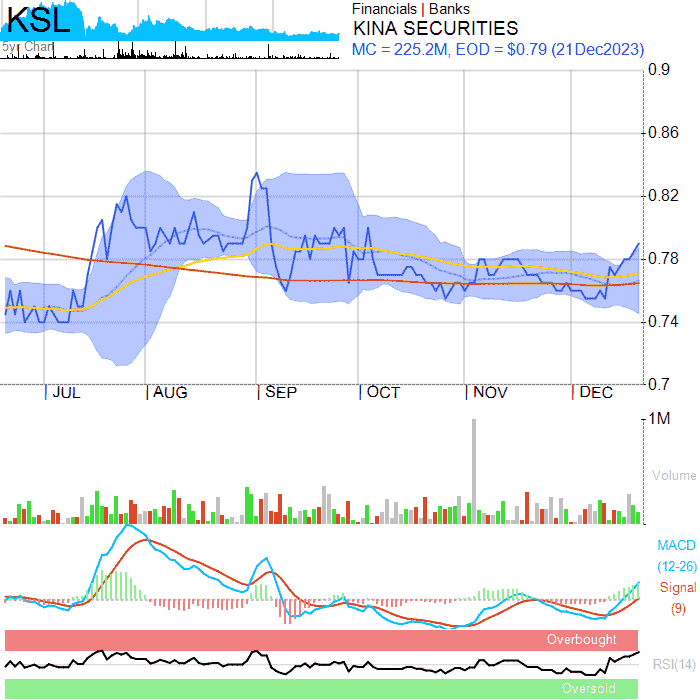 KSL
5yr Chart
Financials | Banks
KINA SECURITIES
MC = 225.2M, EOD = $0.79 (21Dec2023)
0.9
0.86
0.82
0.78
0.74
0.7
JUL AUG SEP OCT NOV DEC
1M
Volume
MACD
(12-26)
Signal
(9)
Overbought
RSI(14)
Oversold